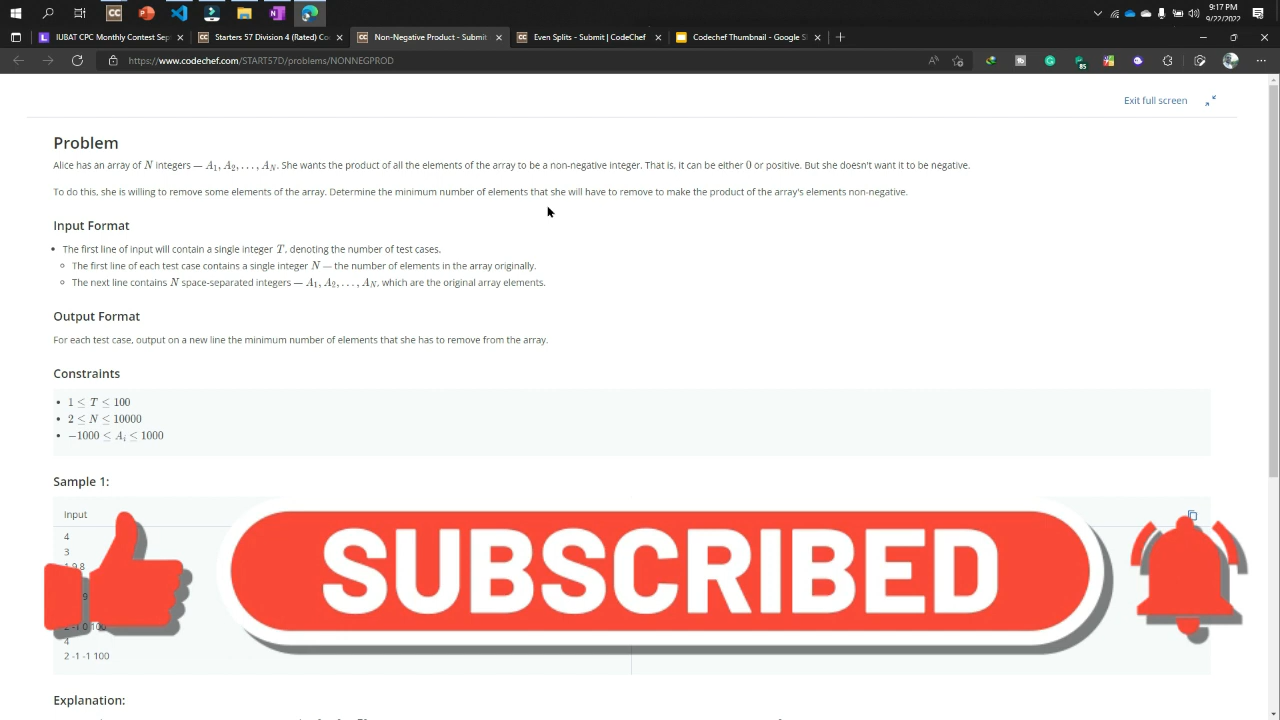 9:17 PM
9/22/2022
IUBAT CPC Monthly Contest Sep
Starters 57 Division 4 (Rated) Co
Non-Negative Product - Submit
Even Splits - Submit | CodeChef
Codechef Thumbnail - Google S
https://www.codechef.com/START57D/problems/NONNEGPROD
Exit full screen
Problem
Alice has an array of N integers — A₁, A₂, . . . , A_N. She wants the product of all the elements of the array to be a non-negative integer. That is, it can be either 0 or positive. But she doesn't want it to be negative.
To do this, she is willing to remove some elements of the array. Determine the minimum number of elements that she will have to remove to make the product of the array's elements non-negative.
Input Format
• The first line of input will contain a single integer T, denoting the number of test cases.
◦ The first line of each test case contains a single integer N — the number of elements in the array originally.
◦ The next line contains N space-separated integers — A₁, A₂, . . . , A_N, which are the original array elements.
Output Format
For each test case, output on a new line the minimum number of elements that she has to remove from the array.
Constraints
• 1 ≤ T ≤ 100
• 2 ≤ N ≤ 10000
• −1000 ≤ Aᵢ ≤ 1000
Sample 1:
Input
4
3
SUBSCRIBED
4
2 -1 -1 100
Explanation: